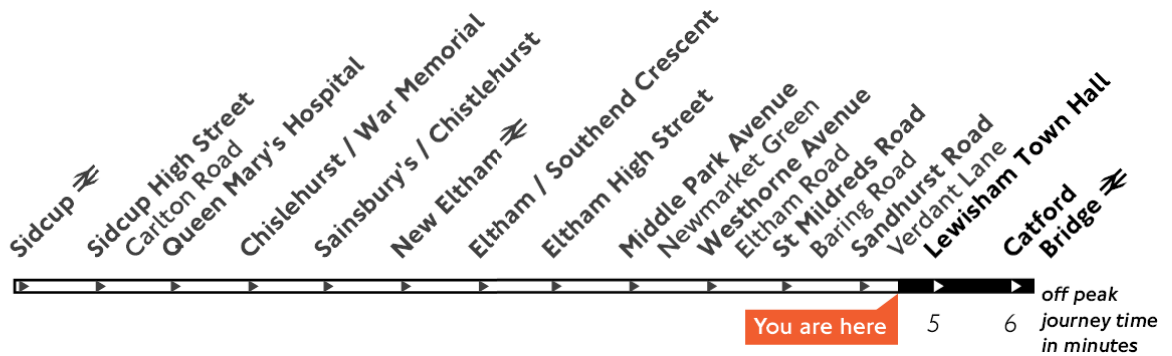 Sidcup
Sidcup High Street
Carlton Road
Queen Mary's Hospital
Chislehurst / War Memorial
Sainsbury's / Chistlehurst
New Eltham
Eltham / Southend Crescent
Eltham High Street
Middle Park Avenue
Newmarket Green
Westhorne Avenue
Eltham Road
St Mildreds Road
Baring Road
Sandhurst Road
Verdant Lane
Lewisham Town Hall
Catford
Bridge
You are here
5
6
off peak
journey time
in minutes